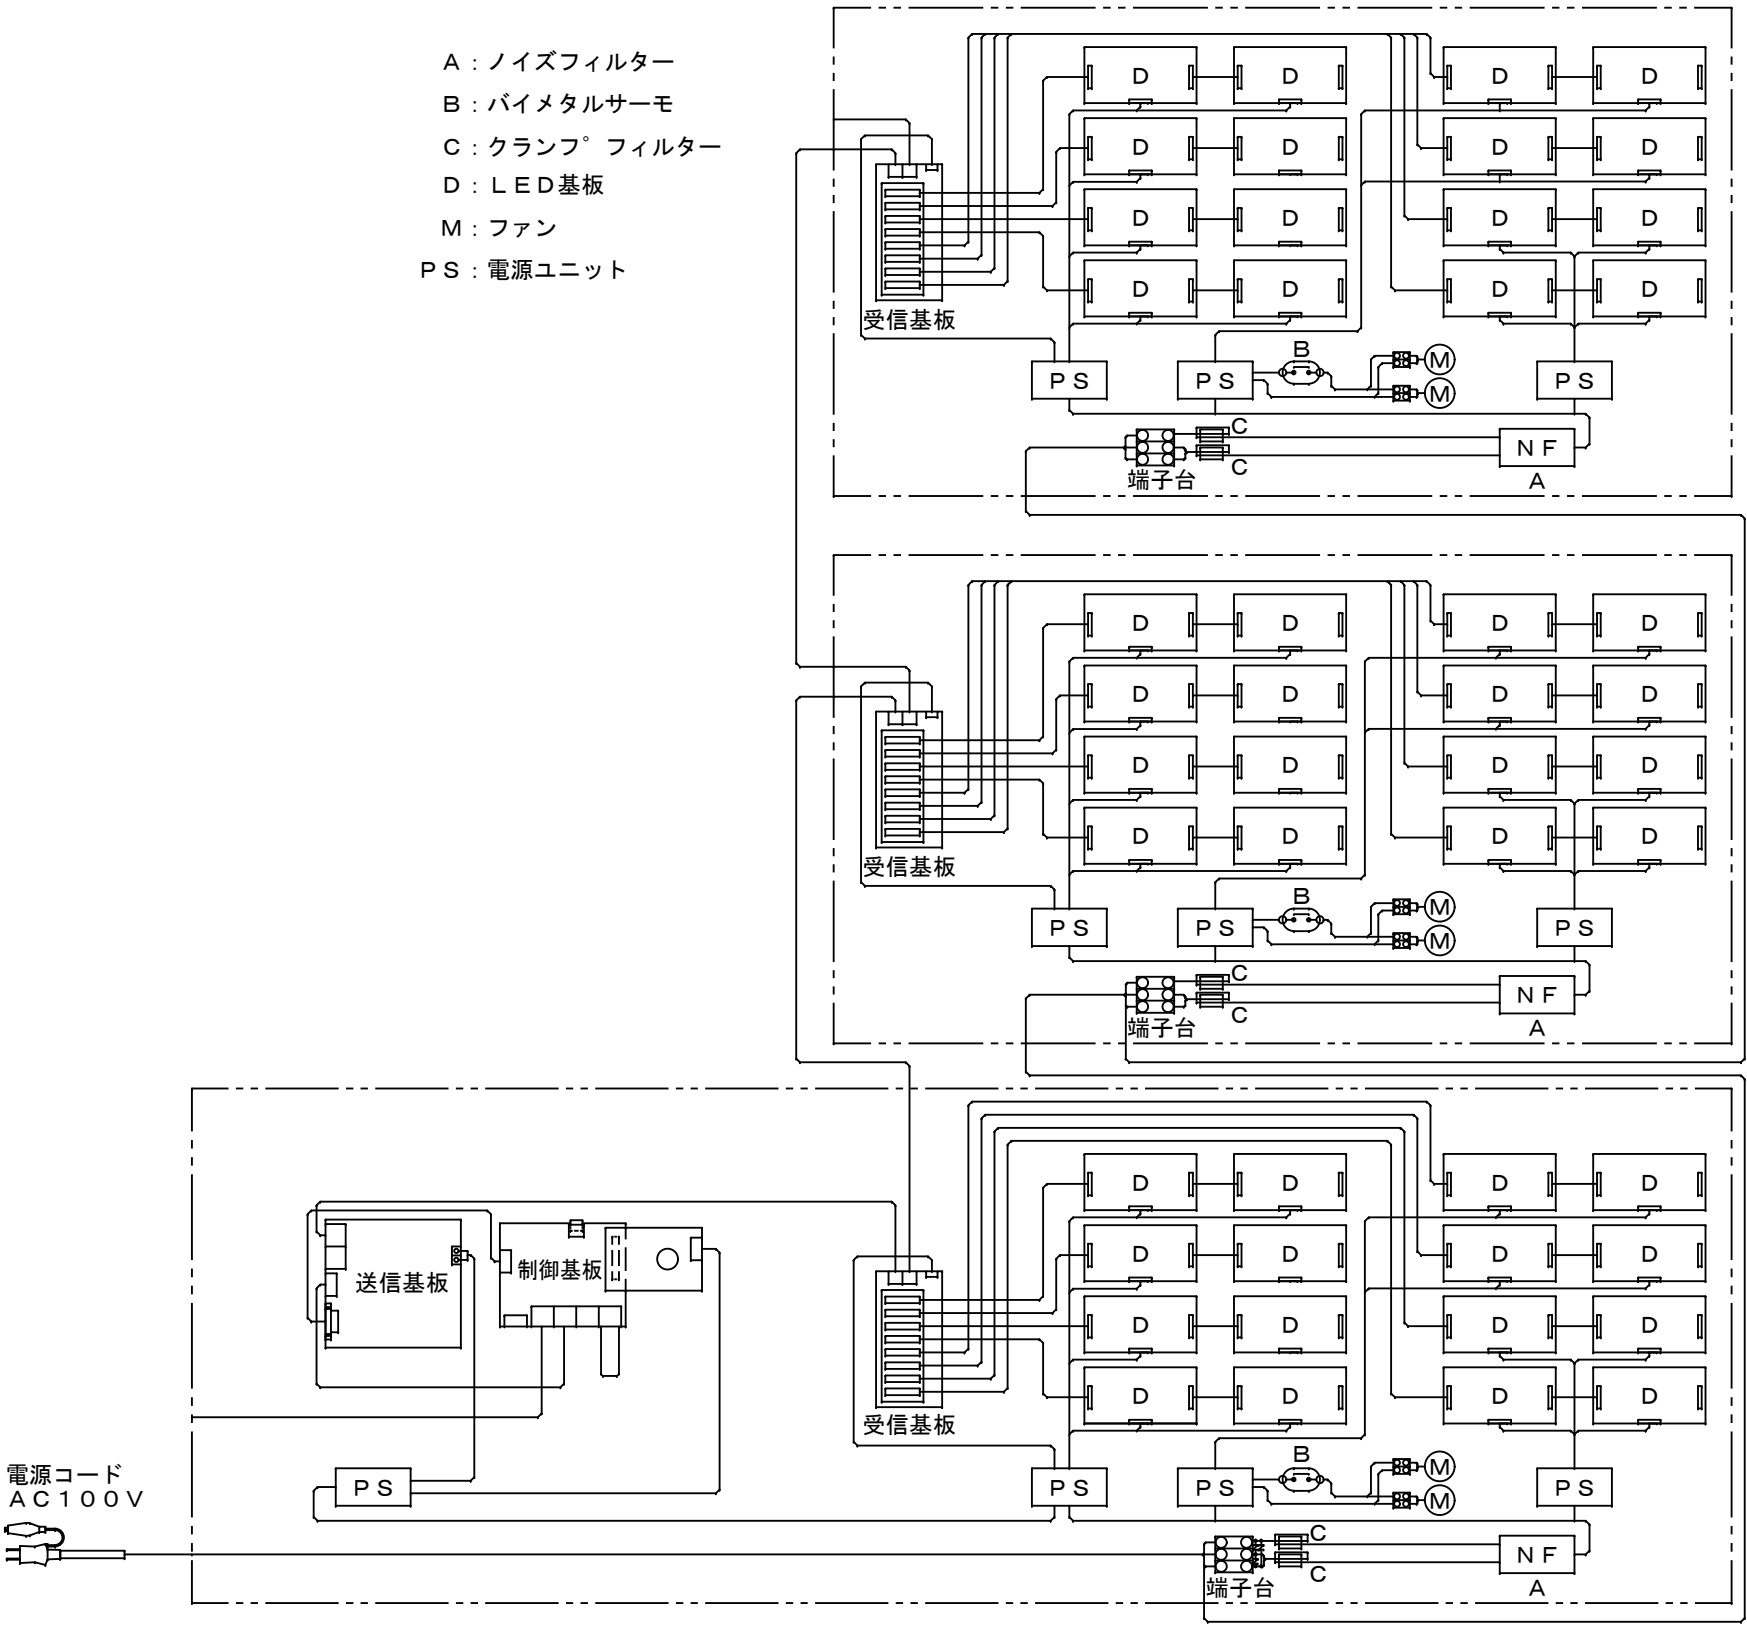 A：ノイズフィルター
B：バイメタルサーモ
C：クランプ゜フィルター
D：LED基板
M：ファン
PS：電源ユニット
D D D D
D D D D
D D D D
D D D D
受信基板
B
M
PS PS PS
M
C
NF
C
端子台
A
D D D D
D D D D
D D D D
D D D D
受信基板
B
M
PS PS PS
M
C
NF
C
端子台
A
D D D D
D D D D
送信基板
制御基板
D D D D
D D D D
受信基板
B
M
電源コード
AC100V
PS PS PS PS
M
C
NF
C
端子台
A